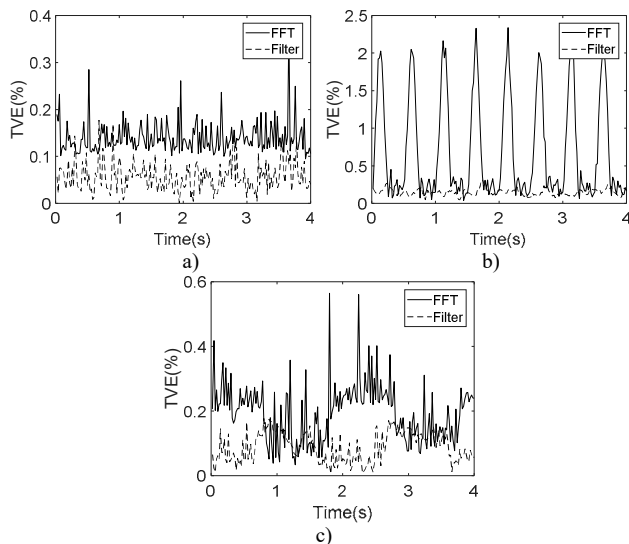 a)
TVE(%)
0.4
0.3
0.2
0.1
0
0 1 2 3 4
Time(s)
FFT
Filter
b)
TVE(%)
2.5
2
1.5
1
0.5
0
0 1 2 3 4
Time(s)
FFT
Filter
c)
TVE(%)
0.6
0.4
0.2
0
0 1 2 3 4
Time(s)
FFT
Filter